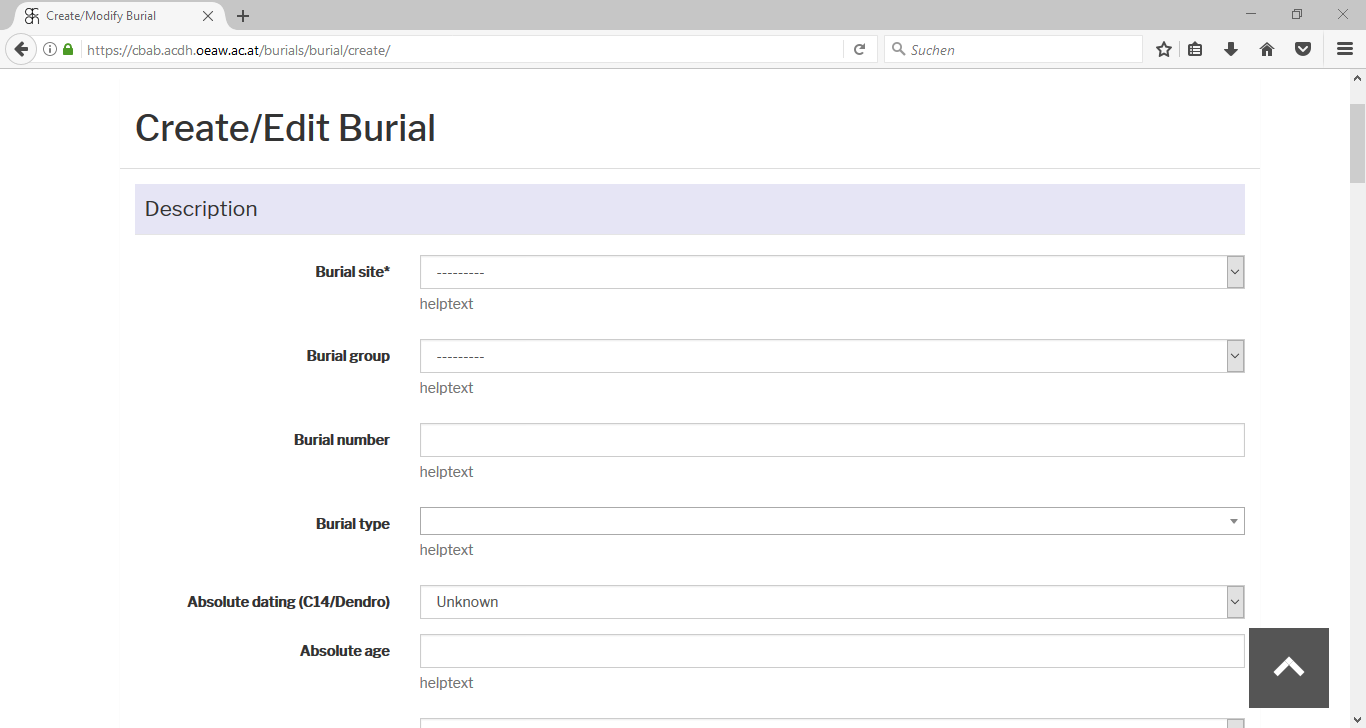 Create/Modify Burial
https://cbab.acdh.oeaw.ac.at/burials/burial/create/
Suchen
Create/Edit Burial
Description
Burial site*
---------
helptext
Burial group
---------
helptext
Burial number
helptext
Burial type
helptext
Absolute dating (C14/Dendro)
Unknown
Absolute age
helptext